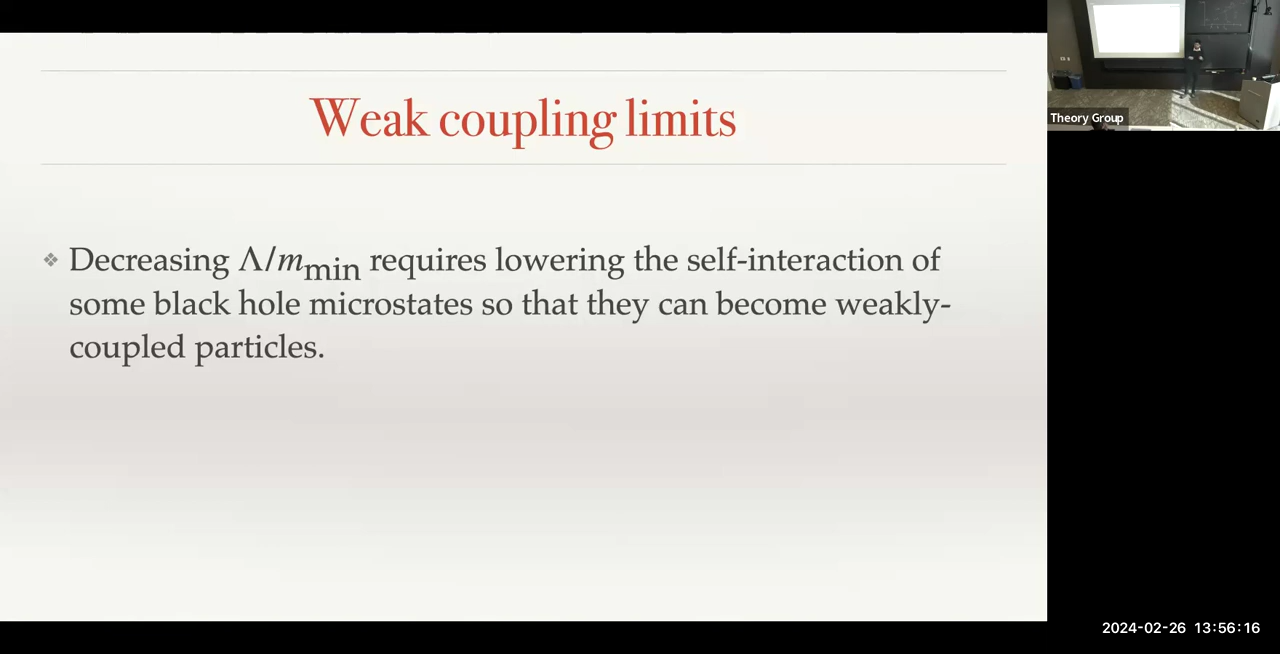 Weak coupling limits
❖ Decreasing Λ/m_min requires lowering the self-interaction of
some black hole microstates so that they can become weakly-
coupled particles.
Theory Group
2024-02-26 13:56:16